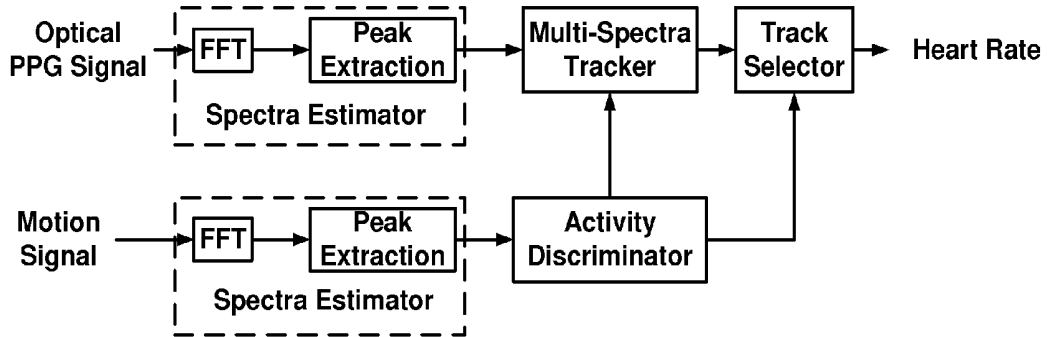 Optical
PPG Signal
FFT
Peak
Extraction
Spectra Estimator
Multi-Spectra
Tracker
Track
Selector
Heart Rate
Motion
Signal
FFT
Peak
Extraction
Spectra Estimator
Activity
Discriminator